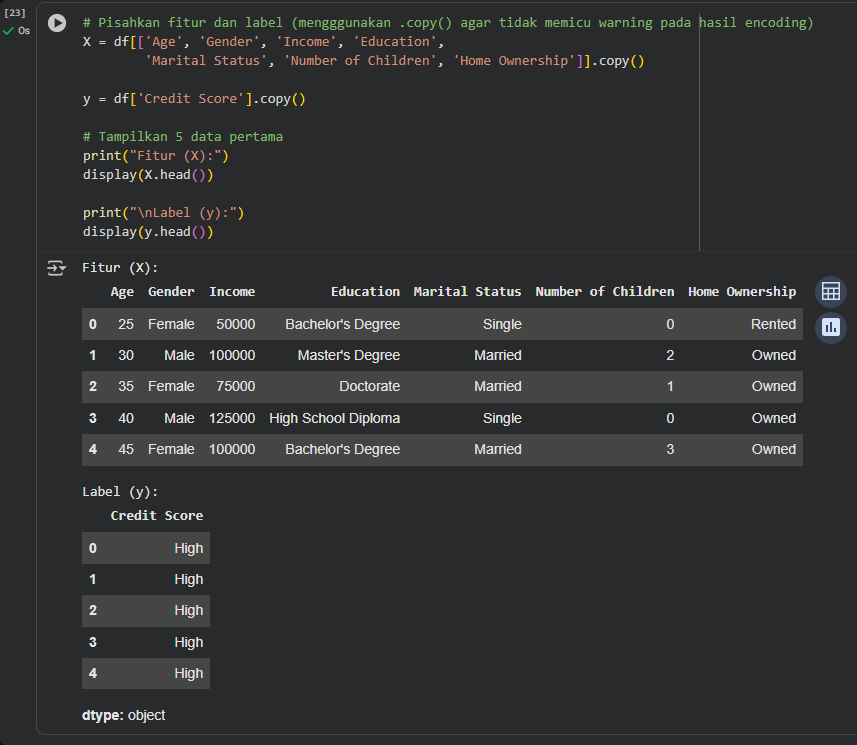 [23]
0s
# Pisahkan fitur dan label (mengggunakan .copy() agar tidak memicu warning pada hasil encoding)
X = df[['Age', 'Gender', 'Income', 'Education',
'Marital Status', 'Number of Children', 'Home Ownership']].copy()
y = df['Credit Score'].copy()
# Tampilkan 5 data pertama
print("Fitur (X):")
display(X.head())
print("\nLabel (y):")
display(y.head())
Fitur (X):
Age Gender Income Education Marital Status Number of Children Home Ownership
0 25 Female 50000 Bachelor's Degree Single 0 Rented
1 30 Male 100000 Master's Degree Married 2 Owned
2 35 Female 75000 Doctorate Married 1 Owned
3 40 Male 125000 High School Diploma Single 0 Owned
4 45 Female 100000 Bachelor's Degree Married 3 Owned
Label (y):
Credit Score
0 High
1 High
2 High
3 High
4 High
dtype: object